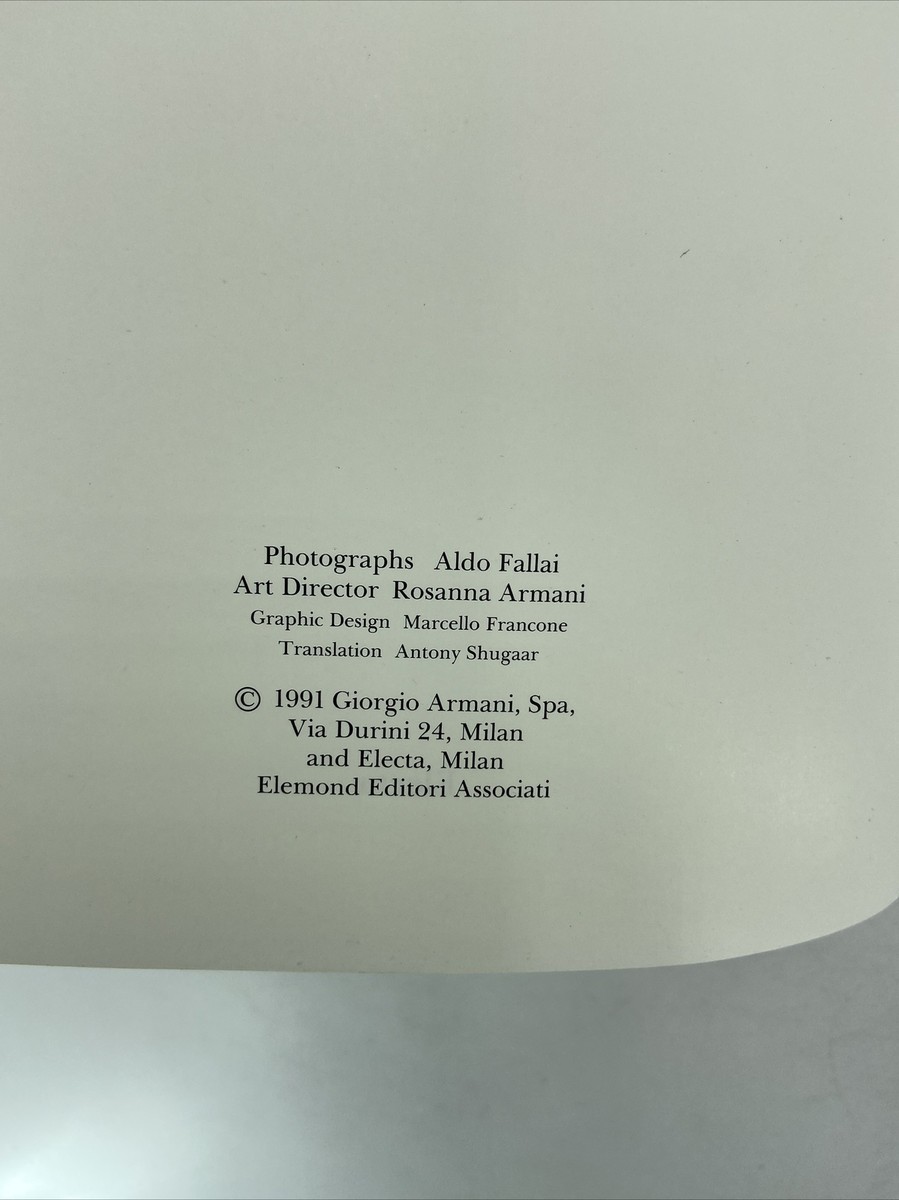 Photographs Aldo Fallai
Art Director Rosanna Armani
Graphic Design Marcello Francone
Translation Antony Shugaar
© 1991 Giorgio Armani, Spa,
Via Durini 24, Milan
and Electa, Milan
Elemond Editori Associati